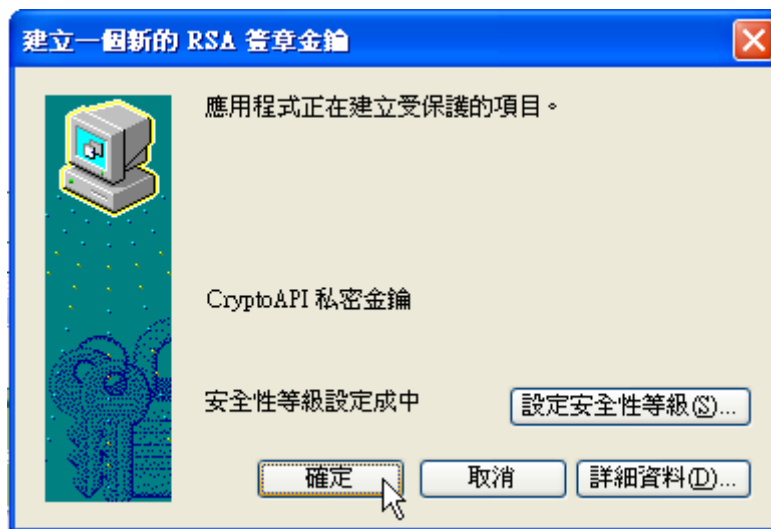 建立一個新的 RSA 簽章金鑰
應用程式正在建立受保護的項目。
CryptoAPI 私密金鑰
安全性等級設定成中
設定安全性等級(S)...
確定
取消
詳細資料(D)...